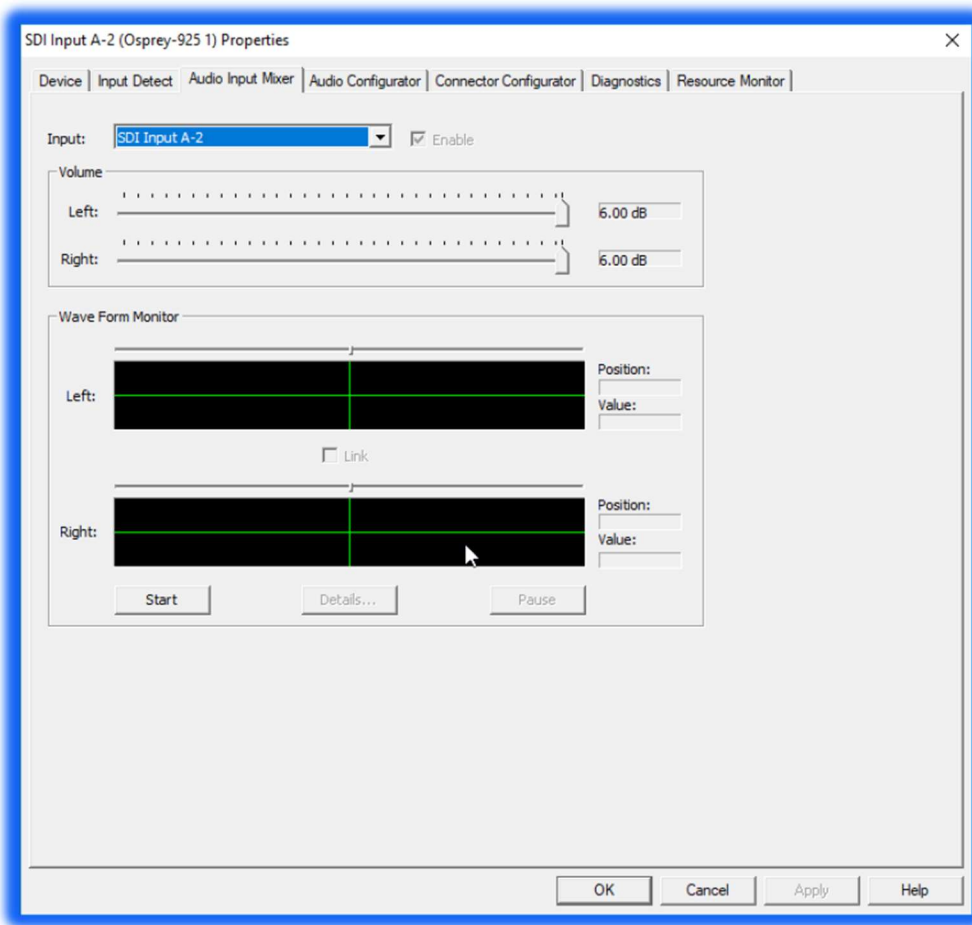 SDI Input A-2 (Osprey-925 1) Properties
Device Input Detect Audio Input Mixer Audio Configurator Connector Configurator Diagnostics Resource Monitor
Input: SDI Input A-2 Enable
Volume
Left: 6.00 dB
Right: 6.00 dB
Wave Form Monitor
Position:
Left:
Value:
Link
Position:
Right:
Value:
Start Details... Pause
OK Cancel Apply Help